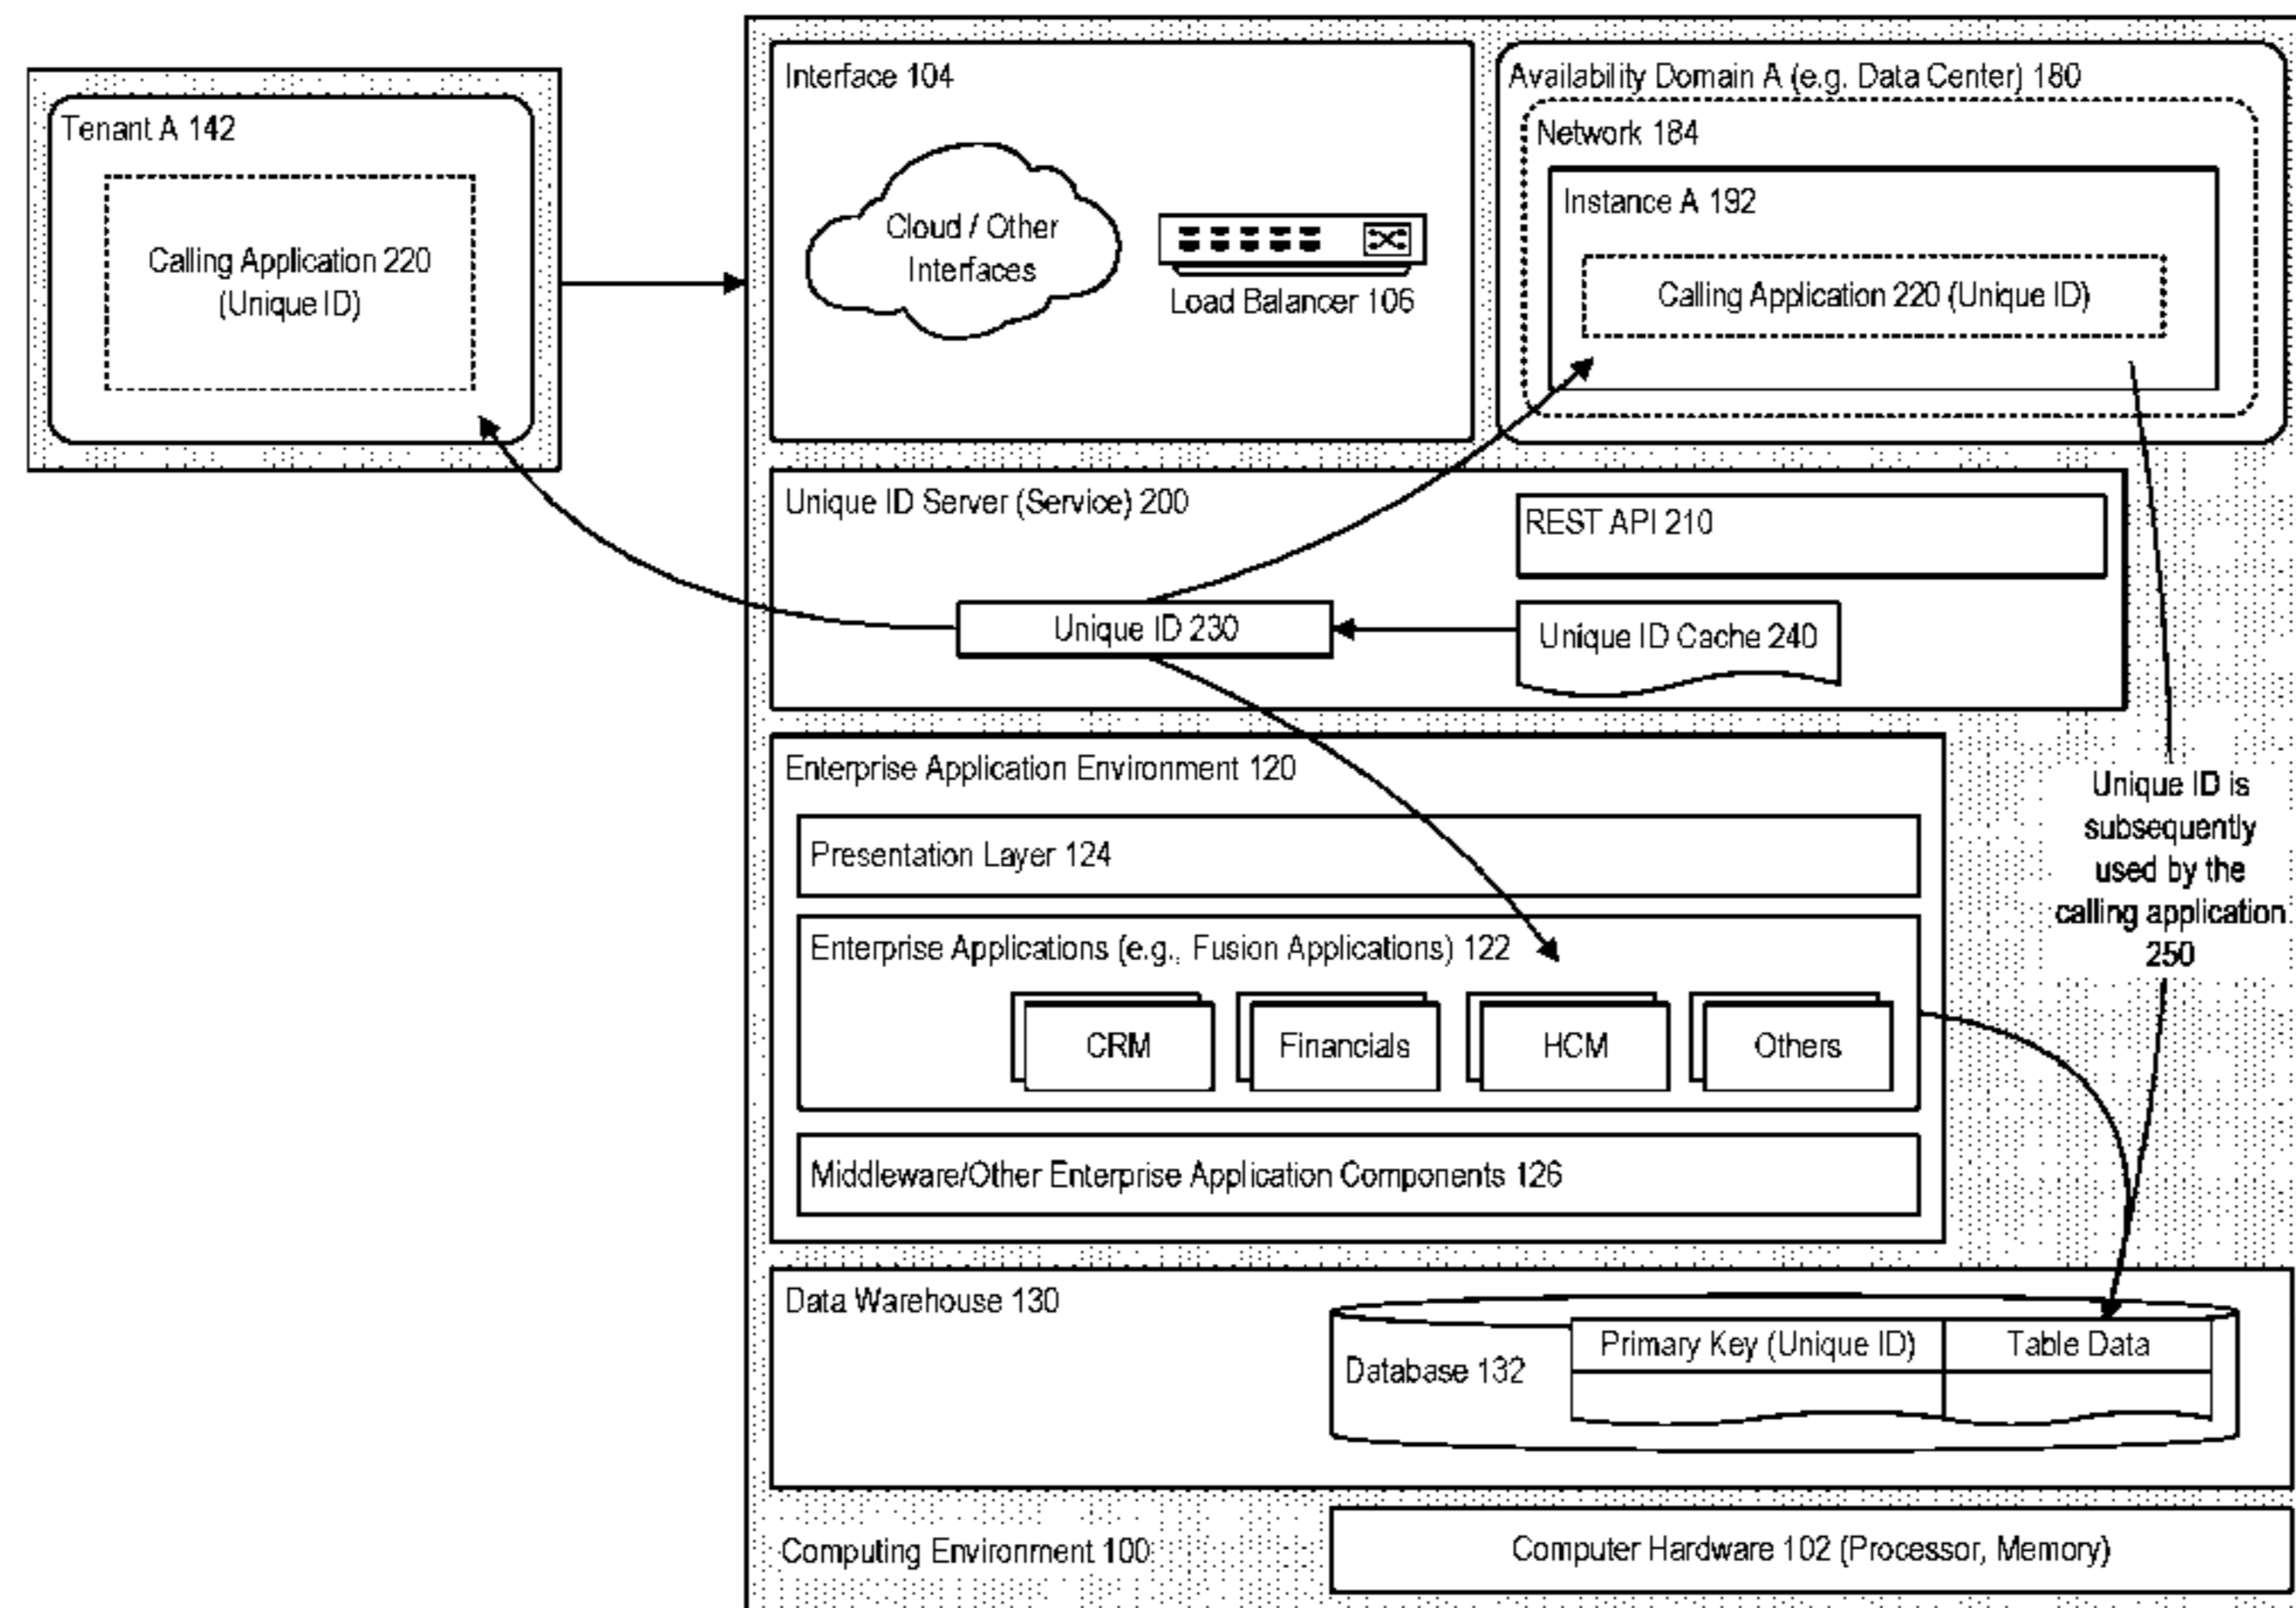 Tenant A 142
Calling Application 220
(Unique ID)
Interface 104
Cloud / Other
Interfaces
Load Balancer 106
Availability Domain A (e.g. Data Center) 180
Network 184
Instance A 192
Calling Application 220 (Unique ID)
Unique ID Server (Service) 200
REST API 210
Unique ID 230
Unique ID Cache 240
Enterprise Application Environment 120
Presentation Layer 124
Enterprise Applications (e.g., Fusion Applications) 122
CRM
Financials
HCM
Others
Middleware/Other Enterprise Application Components 126
Unique ID is
subsequently
used by the
calling application
250
Data Warehouse 130
Database 132
Primary Key (Unique ID)
Table Data
Computing Environment 100
Computer Hardware 102 (Processor, Memory)